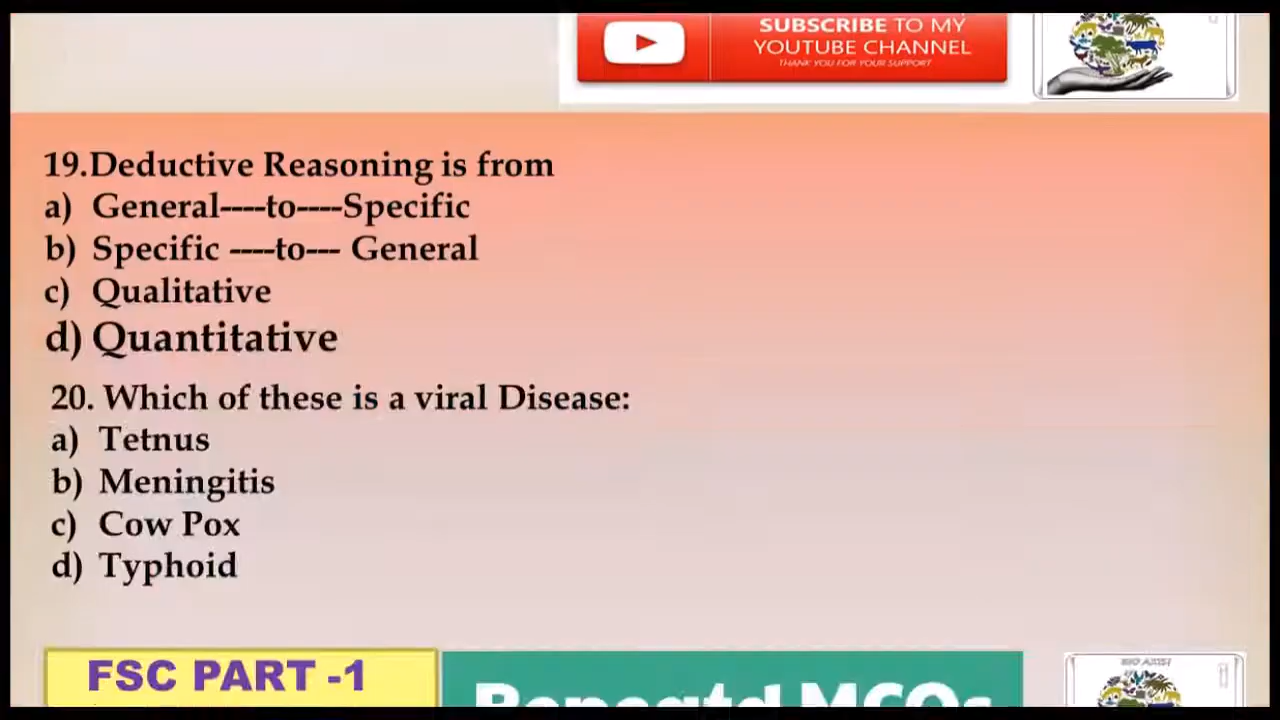 SUBSCRIBE TO MY
YOUTUBE CHANNEL
THANK YOU FOR YOUR SUPPORT
19.Deductive Reasoning is from
a) General----to----Specific
b) Specific ----to--- General
c) Qualitative
d) Quantitative
20. Which of these is a viral Disease:
a) Tetnus
b) Meningitis
c) Cow Pox
d) Typhoid
FSC PART -1
Repeatd MCQs